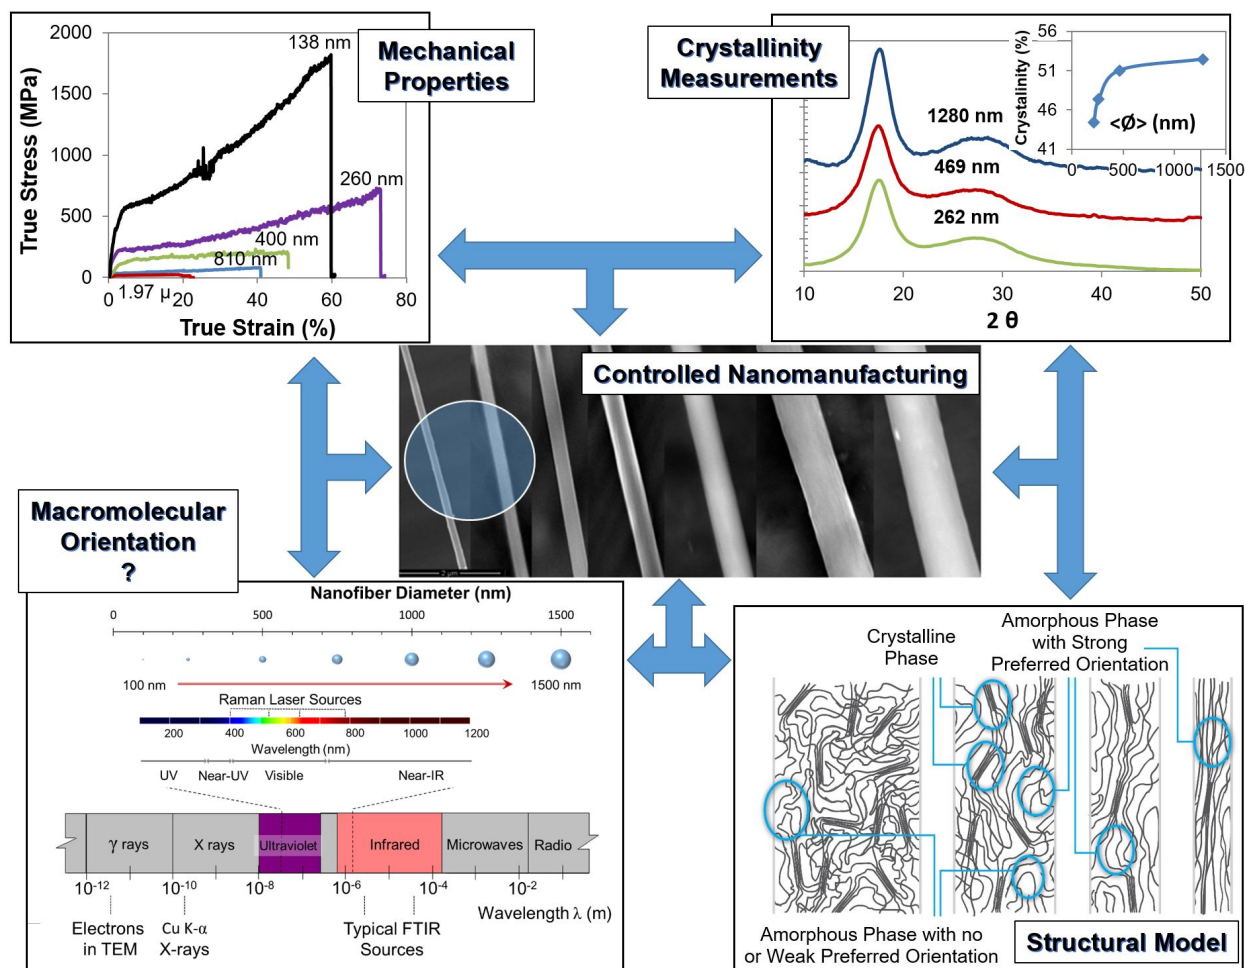 2000
1500
1000
500
0
True Stress (MPa)
138 nm
260 nm
400 nm
810 nm
1.97 µ
0
20
40
60
80
True Strain (%)
Mechanical
Properties
Crystallinity
Measurements
1280 nm
469 nm
262 nm
10
20
30
40
50
2 θ
Crystalinity (%)
56
51
46
41
<Ø> (nm)
0
500
1000
1500
Controlled Nanomanufacturing
Macromolecular
Orientation
?
Nanofiber Diameter (nm)
0
500
1000
1500
100 nm
1500 nm
Raman Laser Sources
200
400
600
800
1000
1200
Wavelength (nm)
UV
Near-UV
Visible
Near-IR
γ rays
X rays
Ultraviolet
Infrared
Microwaves
Radio
10-12
10-10
10-8
10-6
10-4
10-2
Wavelength λ (m)
Electrons
in TEM
Cu K-α
X-rays
Typical FTIR
Sources
Crystalline
Phase
Amorphous Phase
with Strong
Preferred Orientation
Amorphous Phase with no
or Weak Preferred Orientation
Structural Model